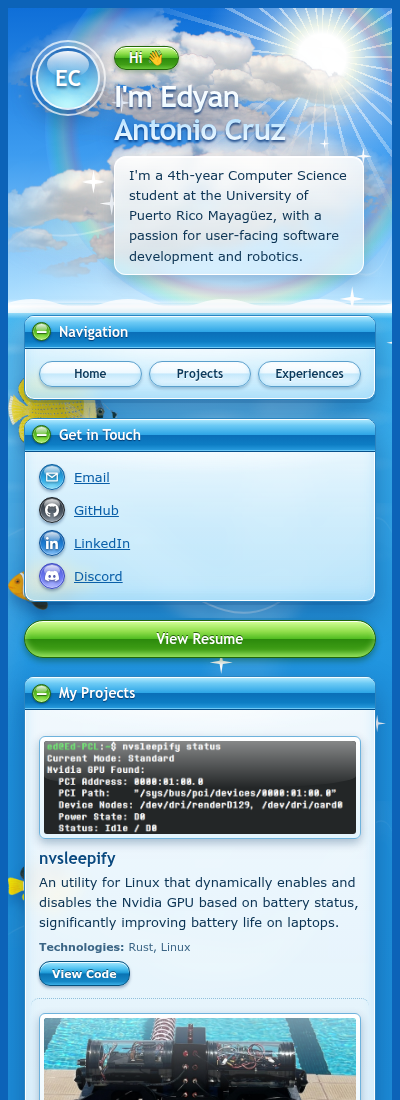 EC
Hi 👋
I'm Edyan
Antonio Cruz
I'm a 4th-year Computer Science
student at the University of
Puerto Rico Mayagüez, with a
passion for user-facing software
development and robotics.
Navigation
Home Projects Experiences
Get in Touch
Email
GitHub
LinkedIn
Discord
View Resume
My Projects
ed@Ed-PCL:~$ nvsleepify status
Current Mode: Standard
Nvidia GPU Found:
PCI Address: 0000:01:00.0
PCI Path: "/sys/bus/pci/devices/0000:01:00.0"
Device Nodes: /dev/dri/renderD129, /dev/dri/card0
Power State: D0
Status: Idle / D0
nvsleepify
An utility for Linux that dynamically enables and
disables the Nvidia GPU based on battery status,
significantly improving battery life on laptops.
Technologies: Rust, Linux
View Code